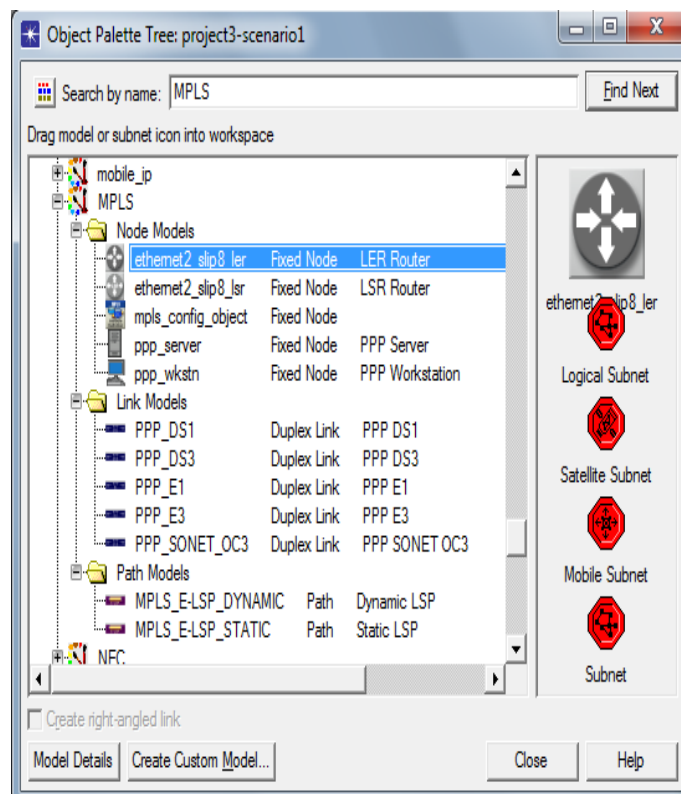 Object Palette Tree: project3-scenario1
Search by name: MPLS Find Next
Drag model or subnet icon into workspace
mobile_ip
MPLS
Node Models
ethernet2_slip8_ler Fixed Node LER Router
ethernet2_slip8_lsr Fixed Node LSR Router
mpls_config_object Fixed Node
ppp_server Fixed Node PPP Server
ppp_wkstn Fixed Node PPP Workstation
Link Models
PPP_DS1 Duplex Link PPP DS1
PPP_DS3 Duplex Link PPP DS3
PPP_E1 Duplex Link PPP E1
PPP_E3 Duplex Link PPP E3
PPP_SONET_OC3 Duplex Link PPP SONET OC3
Path Models
MPLS_E-LSP_DYNAMIC Path Dynamic LSP
MPLS_E-LSP_STATIC Path Static LSP
NEC
ethernet2_slip8_ler
Logical Subnet
Satellite Subnet
Mobile Subnet
Subnet
Create right-angled link
Model Details Create Custom Model... Close Help